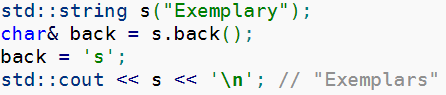 std::string s("Exemplary");
char& back = s.back();
back = 's';
std::cout << s << '\n'; // "Exemplars"